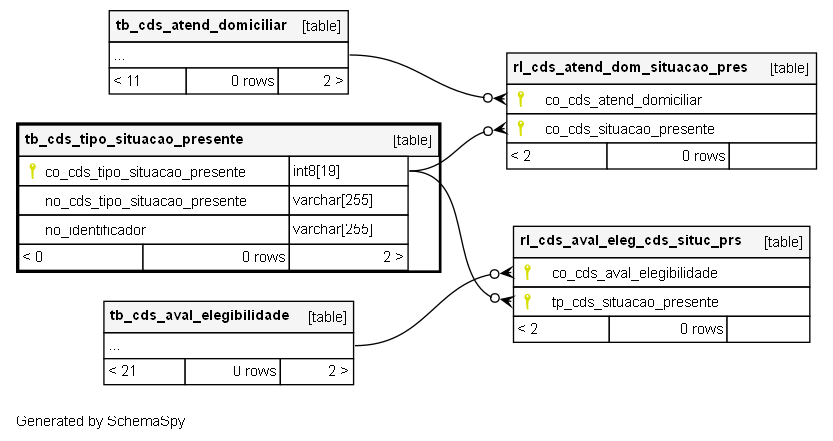 tb_cds_atend_domiciliar [table]
...
< 11 0 rows 2 >
rl_cds_atend_dom_situacao_pres [table]
co_cds_atend_domiciliar
co_cds_situacao_presente
< 2 0 rows
tb_cds_tipo_situacao_presente [table]
co_cds_tipo_situacao_presente int8[19]
no_cds_tipo_situacao_presente varchar[255]
no_identificador varchar[255]
< 0 0 rows 2 >
rl_cds_aval_eleg_cds_situc_prs [table]
co_cds_aval_elegibilidade
tp_cds_situacao_presente
< 2 0 rows
tb_cds_aval_elegibilidade [table]
...
< 21 0 rows 2 >
Generated by SchemaSpy